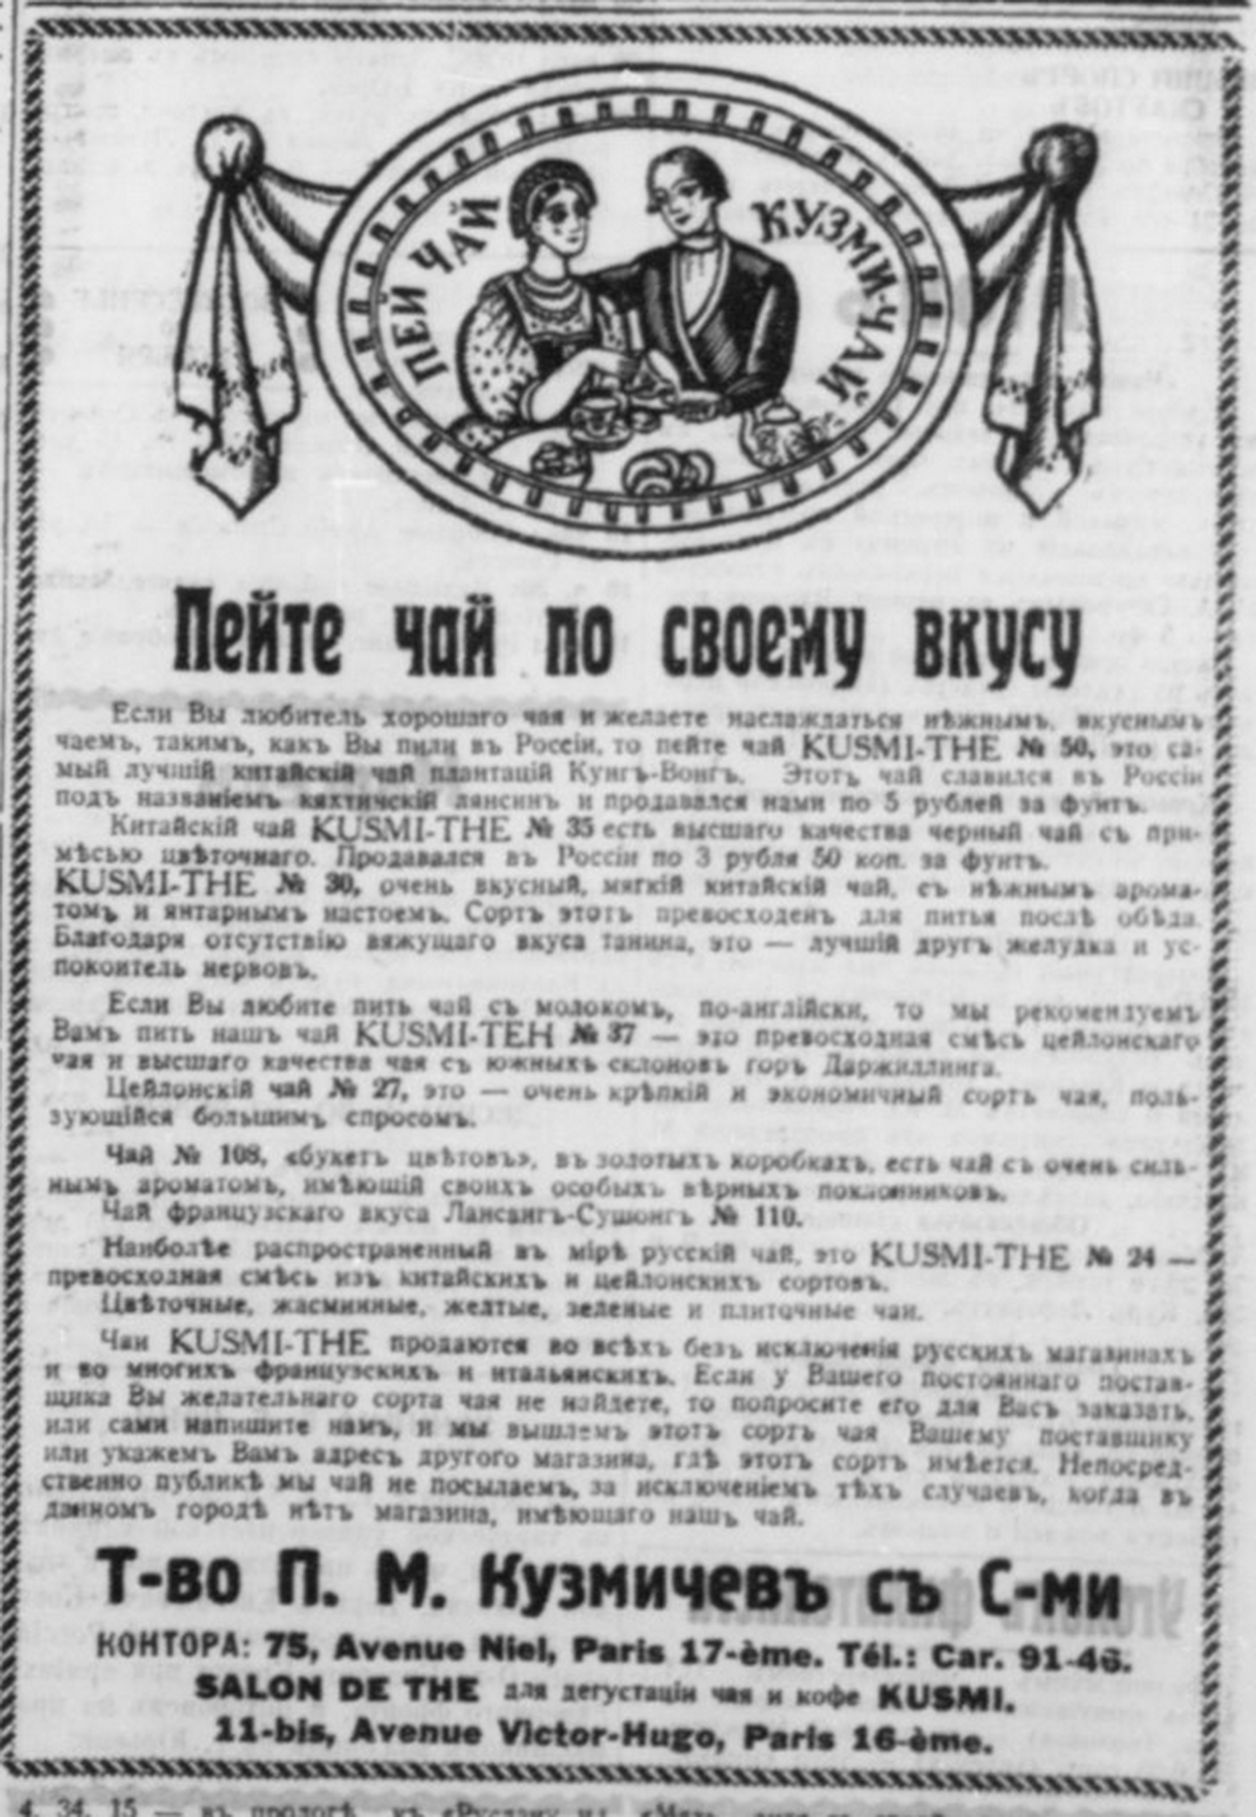 ПЕЙ ЧАЙ КУЗМИ-ЧАЙ
Пейте чай по своему вкусу
Если Вы любитель хорошаго чая и желаете наслаждаться нѣжнымъ, вкуснымъ
чаемъ, такимъ, какъ Вы пили въ Россіи, то пейте чай KUSMI-THE № 50, это са-
мый лучшій китайскій чай плантацій Кунгъ-Вонгъ. Этотъ чай славился въ Россіи
подъ названіемъ кяхтическій лянсинъ и продавался нами по 5 рублей за фунтъ.
Китайскій чай KUSMI-THE № 35 есть высшаго качества черный чай съ при-
мѣсью цвѣточнаго. Продавался въ Россіи по 3 рубля 50 коп. за фунтъ.
KUSMI-THE № 30, очень вкусный, мягкій китайскій чай, съ нѣжнымъ арома-
томъ и янтарнымъ настоемъ. Сортъ этотъ превосходенъ для питья послѣ обѣда.
Благодаря отсутствію вяжущаго вкуса танина, это — лучшій другъ желудка и ус-
покоитель нервовъ.
Если Вы любите пить чай съ молокомъ, по-англійски, то мы рекомендуемъ
Вамъ пить нашъ чай KUSMI-TEH № 37 — это превосходная смѣсь цейлонскаго
чая и высшаго качества чая съ южныхъ склоновъ горъ Даржиллинга.
Цейлонскій чай № 27, это — очень крѣпкій и экономичный сортъ чая, поль-
зующійся большимъ спросомъ.
Чай № 108, «букетъ цвѣтовъ», въ золотыхъ коробкахъ, есть чай съ очень силь-
нымъ ароматомъ, имѣющій своихъ особыхъ вѣрныхъ поклонниковъ.
Чай французскаго вкуса Лансангъ-Сушонгъ № 110.
Наиболѣе распространенный въ мірѣ русскій чай, это KUSMI-THE № 24 —
превосходная смѣсь изъ китайскихъ и цейлонскихъ сортовъ.
Цвѣточные, жасминные, желтые, зеленые и плиточные чаи.
Чаи KUSMI-THE продаются во всѣхъ безъ исключенія русскихъ магазинахъ
и во многихъ французскихъ и итальянскихъ. Если у Вашего постояннаго постав-
щика Вы желательнаго сорта чая не найдете, то попросите его для Васъ заказать,
или сами напишите намъ, и мы вышлемъ этотъ сортъ чая Вашему поставщику
или укажемъ Вамъ адресъ другого магазина, гдѣ этотъ сортъ имѣется. Непосред-
ственно публикѣ мы чай не посылаемъ, за исключеніемъ тѣхъ случаевъ, когда въ
данномъ городѣ нѣтъ магазина, имѣющаго нашъ чай.
Т-во П. М. Кузмичевъ съ С-ми
КОНТОРА: 75, Avenue Niel, Paris 17-ème. Tél.: Car. 91-46.
SALON DE THE для дегустаціи чая и кофе KUSMI.
11-bis, Avenue Victor-Hugo, Paris 16-ème.
4, 34, 15 — въ прологѣ къ «Руслану и